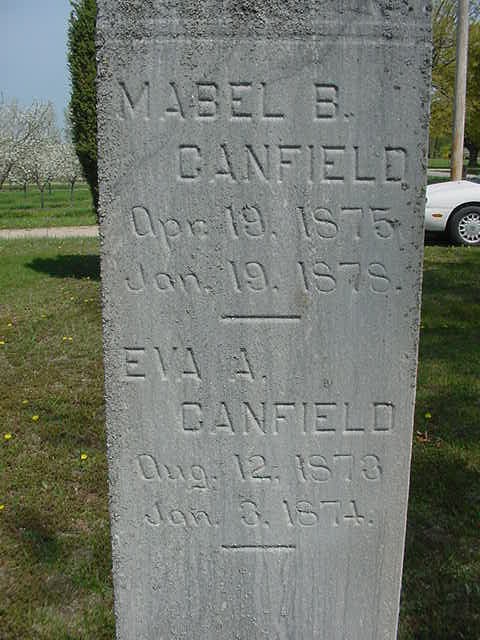 MABEL B.
CANFIELD
Apr. 19, 1875.
Jan. 19, 1878.
EVA A.
CANFIELD
Aug. 12, 1873
Jan. 3, 1874.